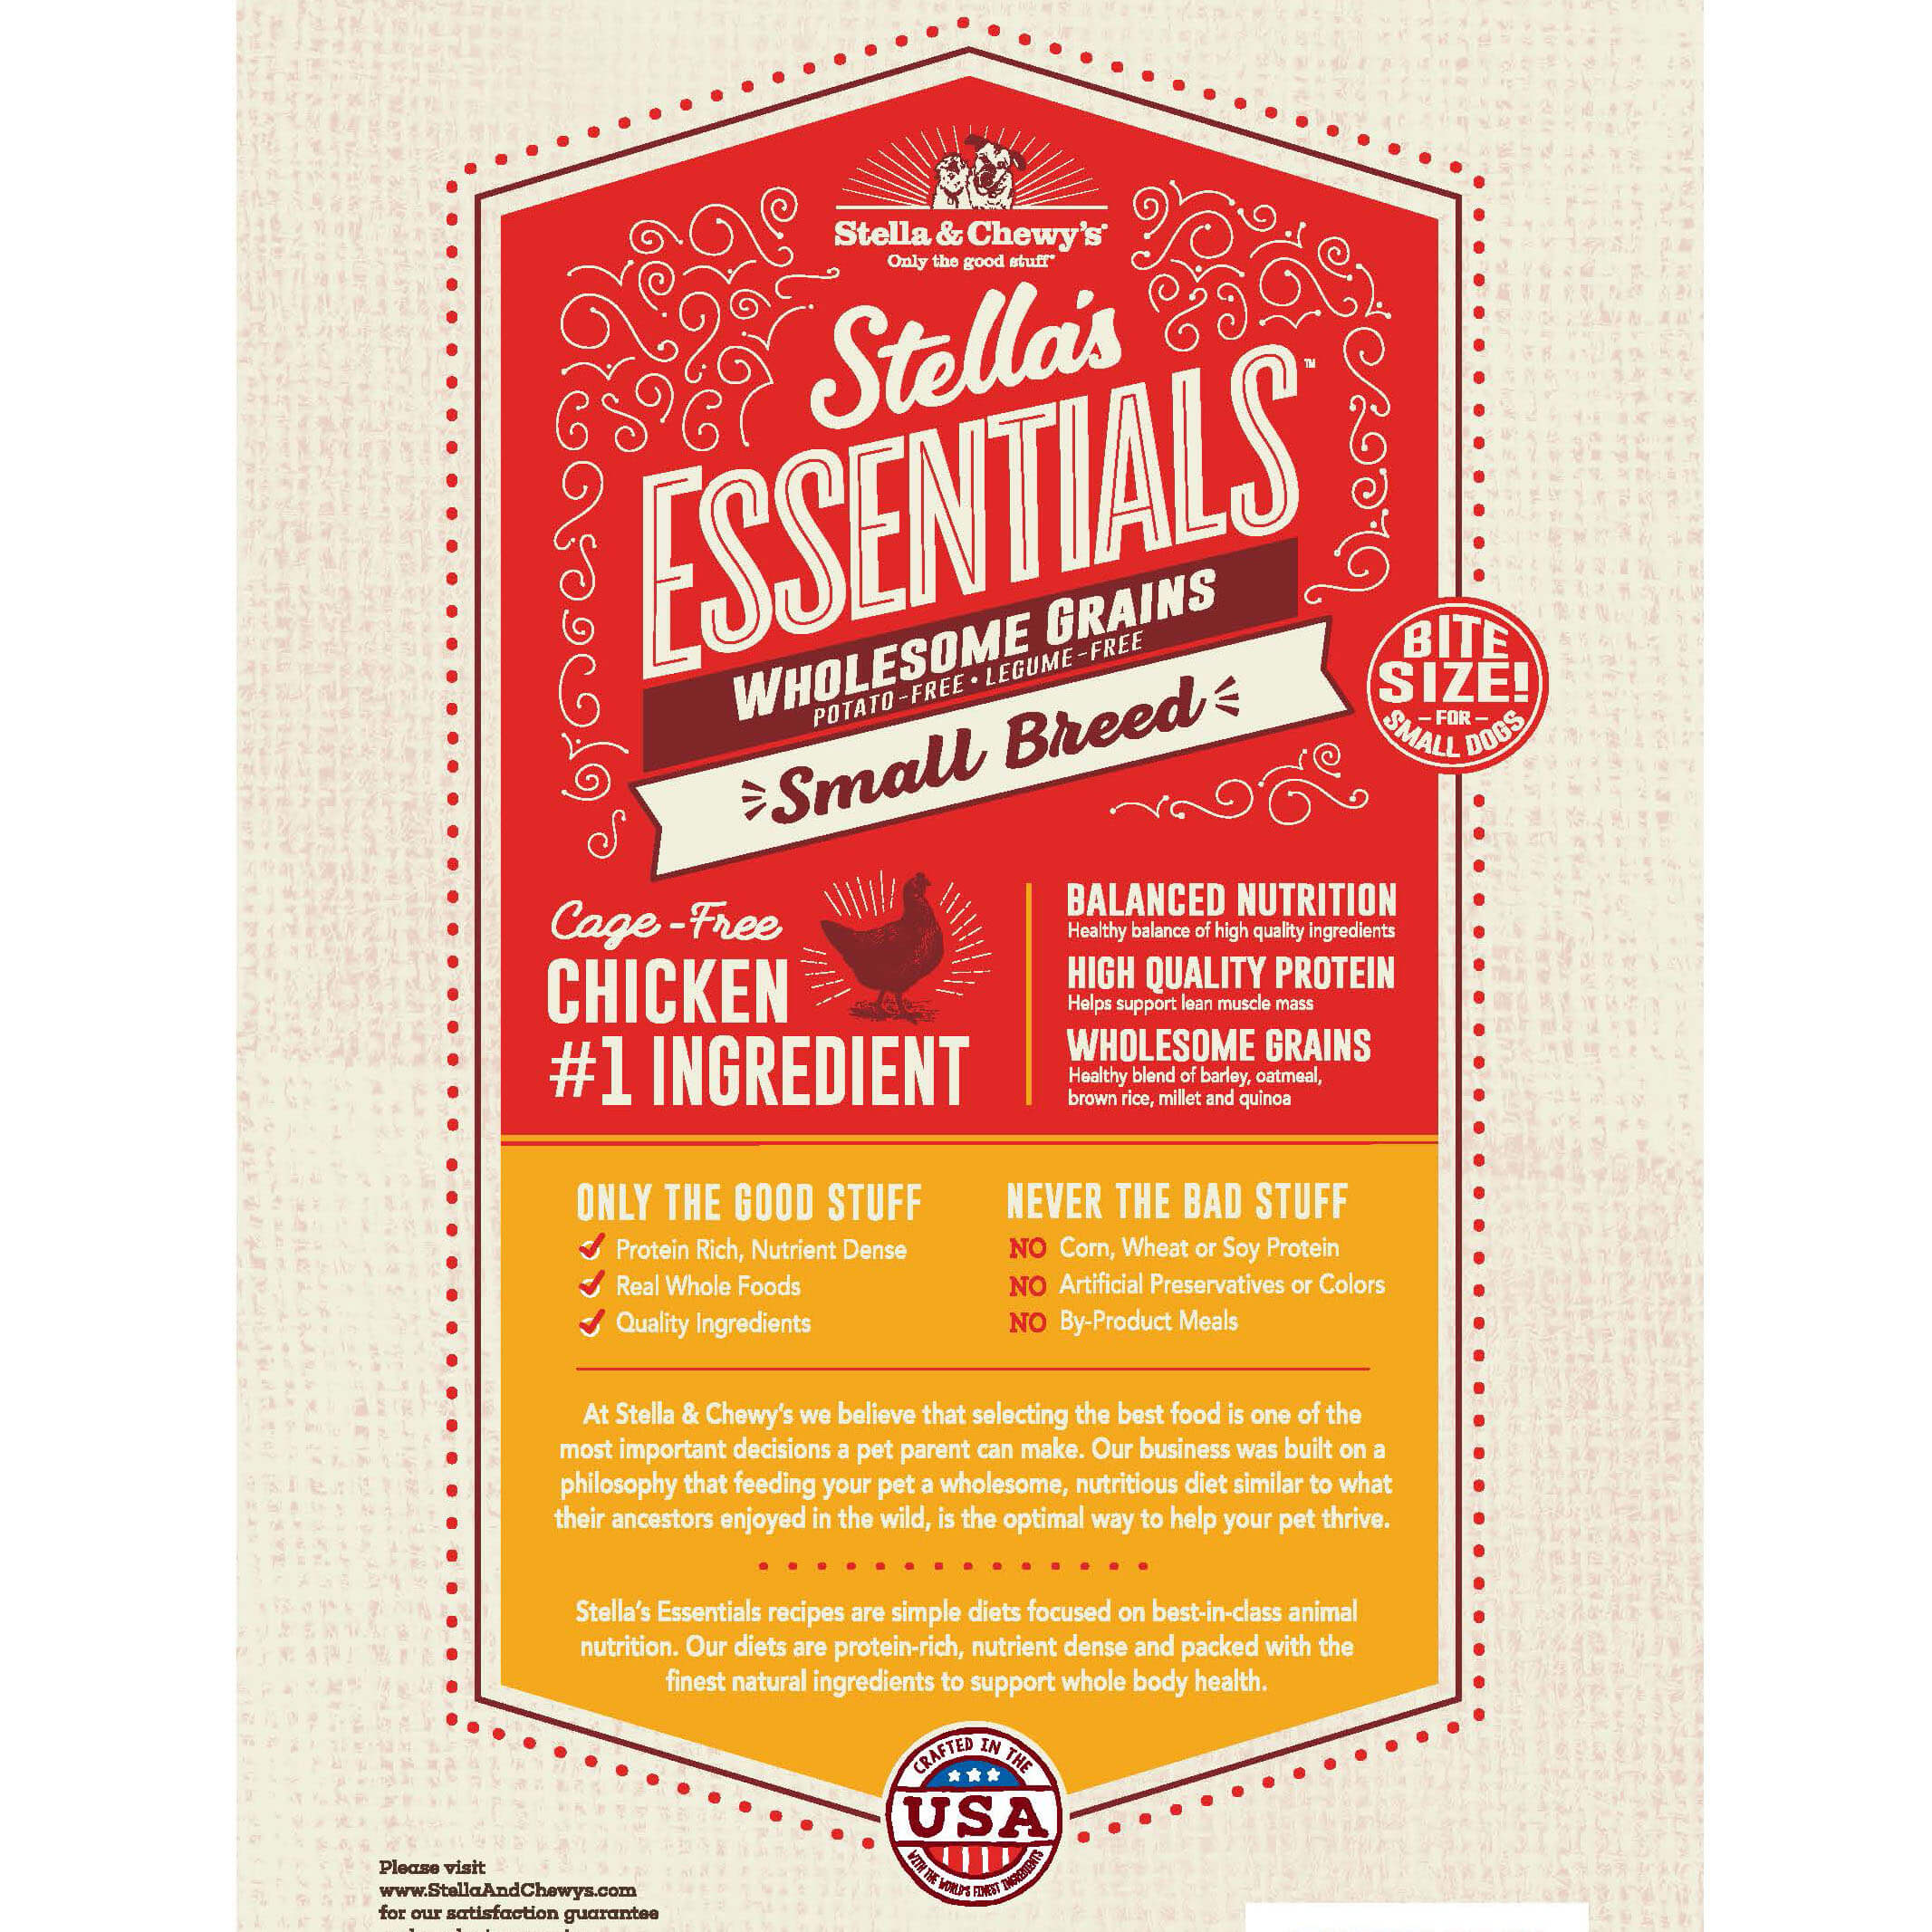 Stella & Chewy's®
Only the good stuff®
Stella's
ESSENTIALS™
WHOLESOME GRAINS
POTATO-FREE • LEGUME-FREE
Small Breed
BITE
SIZE!
- FOR -
SMALL DOGS
Cage-Free
CHICKEN
#1 INGREDIENT
BALANCED NUTRITION
Healthy balance of high quality ingredients
HIGH QUALITY PROTEIN
Helps support lean muscle mass
WHOLESOME GRAINS
Healthy blend of barley, oatmeal,
brown rice, millet and quinoa
ONLY THE GOOD STUFF
Protein Rich, Nutrient Dense
Real Whole Foods
Quality Ingredients
NEVER THE BAD STUFF
NO Corn, Wheat or Soy Protein
NO Artificial Preservatives or Colors
NO By-Product Meals
At Stella & Chewy's we believe that selecting the best food is one of the
most important decisions a pet parent can make. Our business was built on a
philosophy that feeding your pet a wholesome, nutritious diet similar to what
their ancestors enjoyed in the wild, is the optimal way to help your pet thrive.
Stella's Essentials recipes are simple diets focused on best-in-class animal
nutrition. Our diets are protein-rich, nutrient dense and packed with the
finest natural ingredients to support whole body health.
CRAFTED IN THE
USA
WITH THE WORLD'S FINEST INGREDIENTS
Please visit
www.StellaAndChewys.com
for our satisfaction guarantee